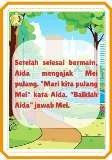 Setelah selesai bermain,
Aida mengajak Mei
pulang. "Mari kita pulang
Mei" kata Aida. "Baiklah
Aida" jawab Mei.